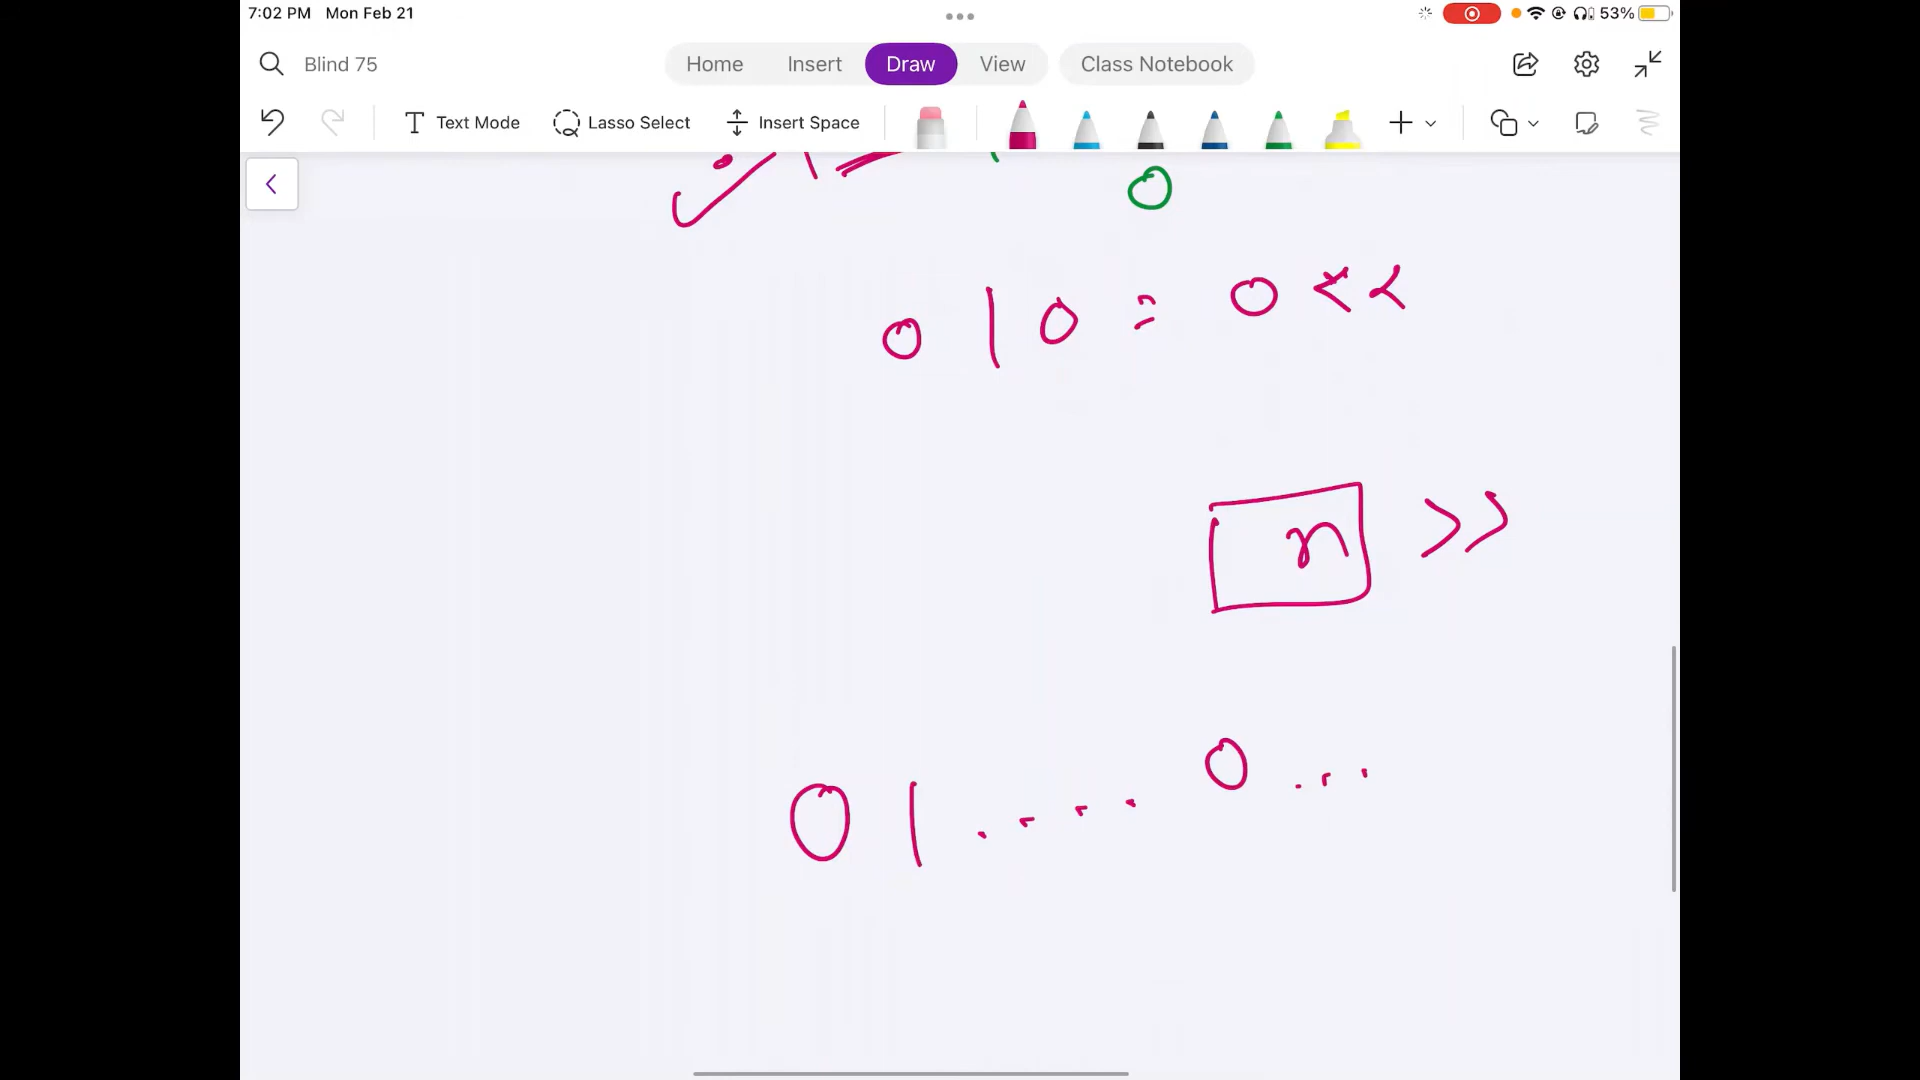 7:02 PM Mon Feb 21
53%
Blind 75
Home Insert Draw View Class Notebook
Text Mode Lasso Select Insert Space
0
0 | 0 = 0 <<
n >>
0 1 .... 0 ...